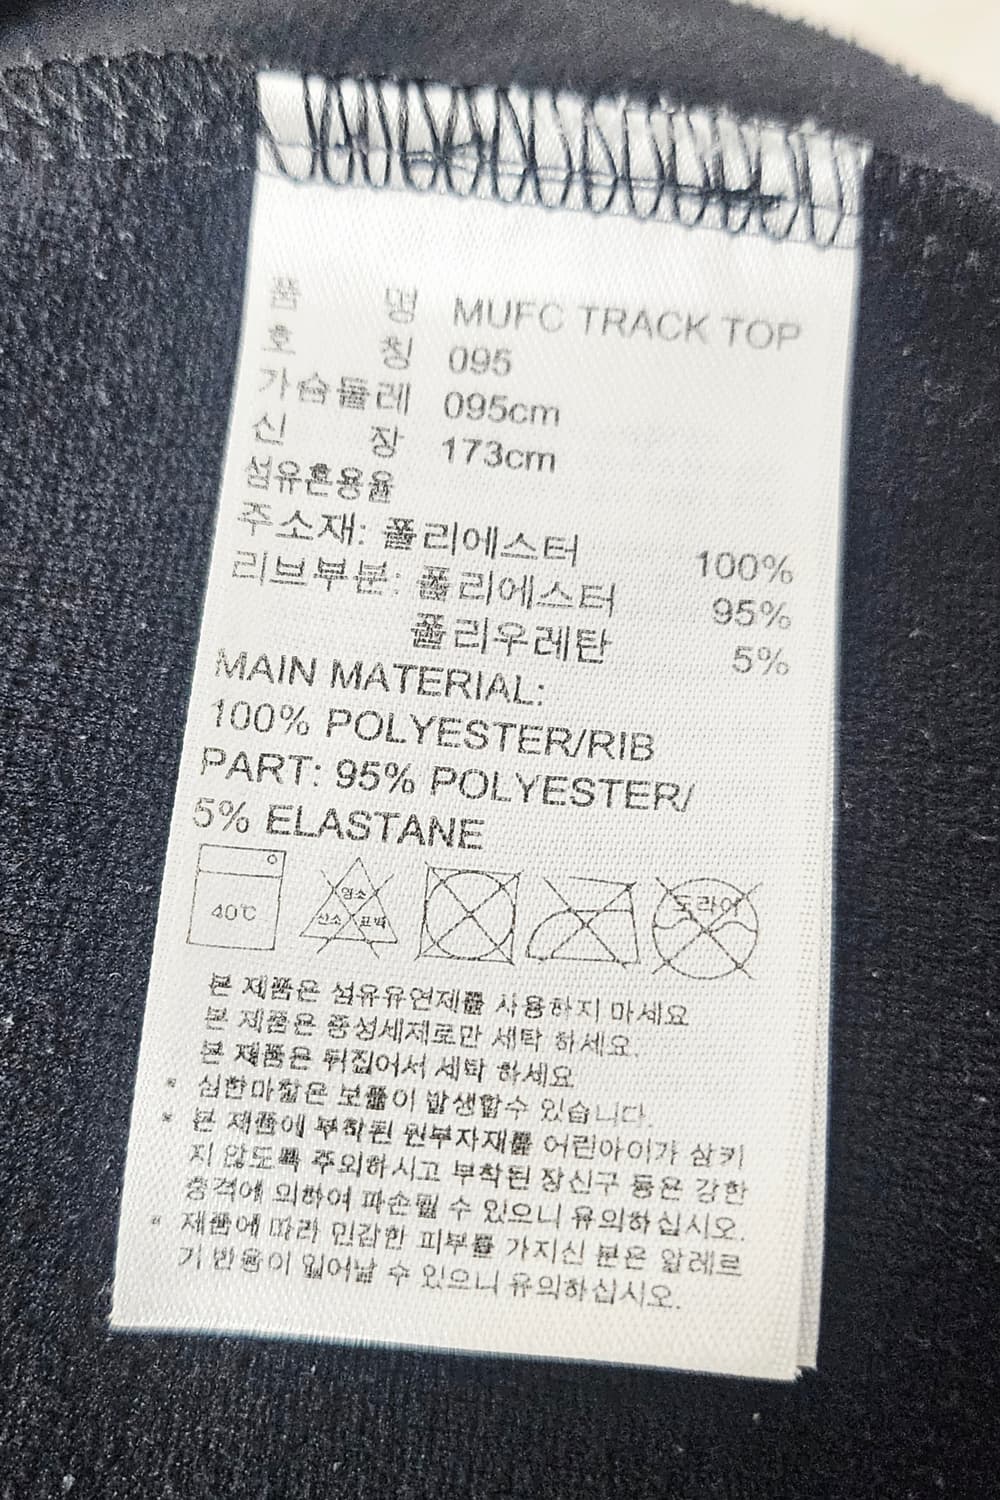 품 명 MUFC TRACK TOP
호 칭 095
가슴둘레 095cm
신 장 173cm
섬유혼용율
주소재: 폴리에스터 100%
리브부분: 폴리에스터 95%
폴리우레탄 5%
MAIN MATERIAL:
100% POLYESTER/RIB
PART: 95% POLYESTER/
5% ELASTANE
40℃ 염소 산소 표백 드라이
본 제품은 섬유유연제를 사용하지 마세요
본 제품은 중성세제로만 세탁 하세요.
본 제품은 뒤집어서 세탁 하세요
* 심한마찰은 보풀이 발생할수 있습니다.
* 본 제품에 부착된 원부자재를 어린아이가 삼키
지 않도록 주의하시고 부착된 장신구 등은 강한
충격에 의하여 파손될 수 있으니 유의하십시오.
* 제품에 따라 민감한 피부를 가지신 분은 알레르
기 반응이 일어날 수 있으니 유의하십시오.